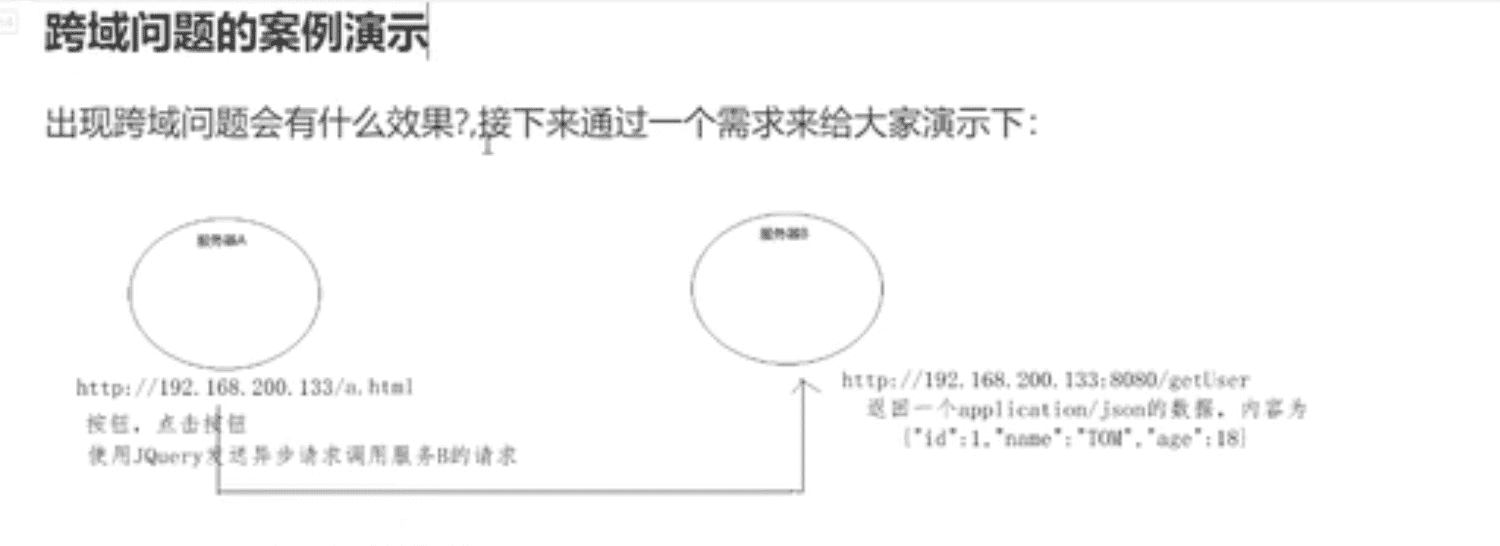 跨域问题的案例演示
出现跨域问题会有什么效果?,接下来通过一个需求来给大家演示下:
服务器A
服务器B
http://192.168.200.133/a.html
按钮，点击按钮
使用JQuery发送异步请求调用服务B的请求
http://192.168.200.133:8080/getUser
返回一个application/json的数据，内容为
{"id":1,"name":"TOM","age":18}